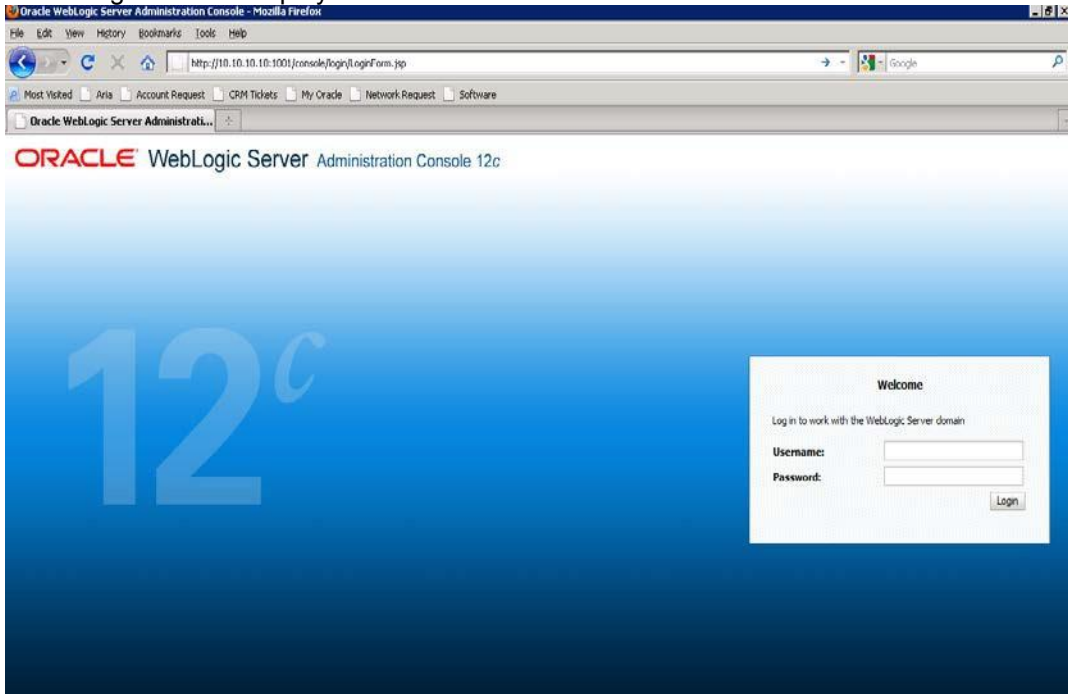 Oracle WebLogic Server Administration Console - Mozilla Firefox
File Edit View History Bookmarks Tools Help
http://10.10.10.10:1001/console/login/LoginForm.jsp
Google
Most Visited Aria Account Request CRM Tickets My Oracle Network Request Software
Oracle WebLogic Server Administrati...
ORACLE WebLogic Server Administration Console 12c
12c
Welcome
Log in to work with the WebLogic Server domain
Username:
Password:
Login